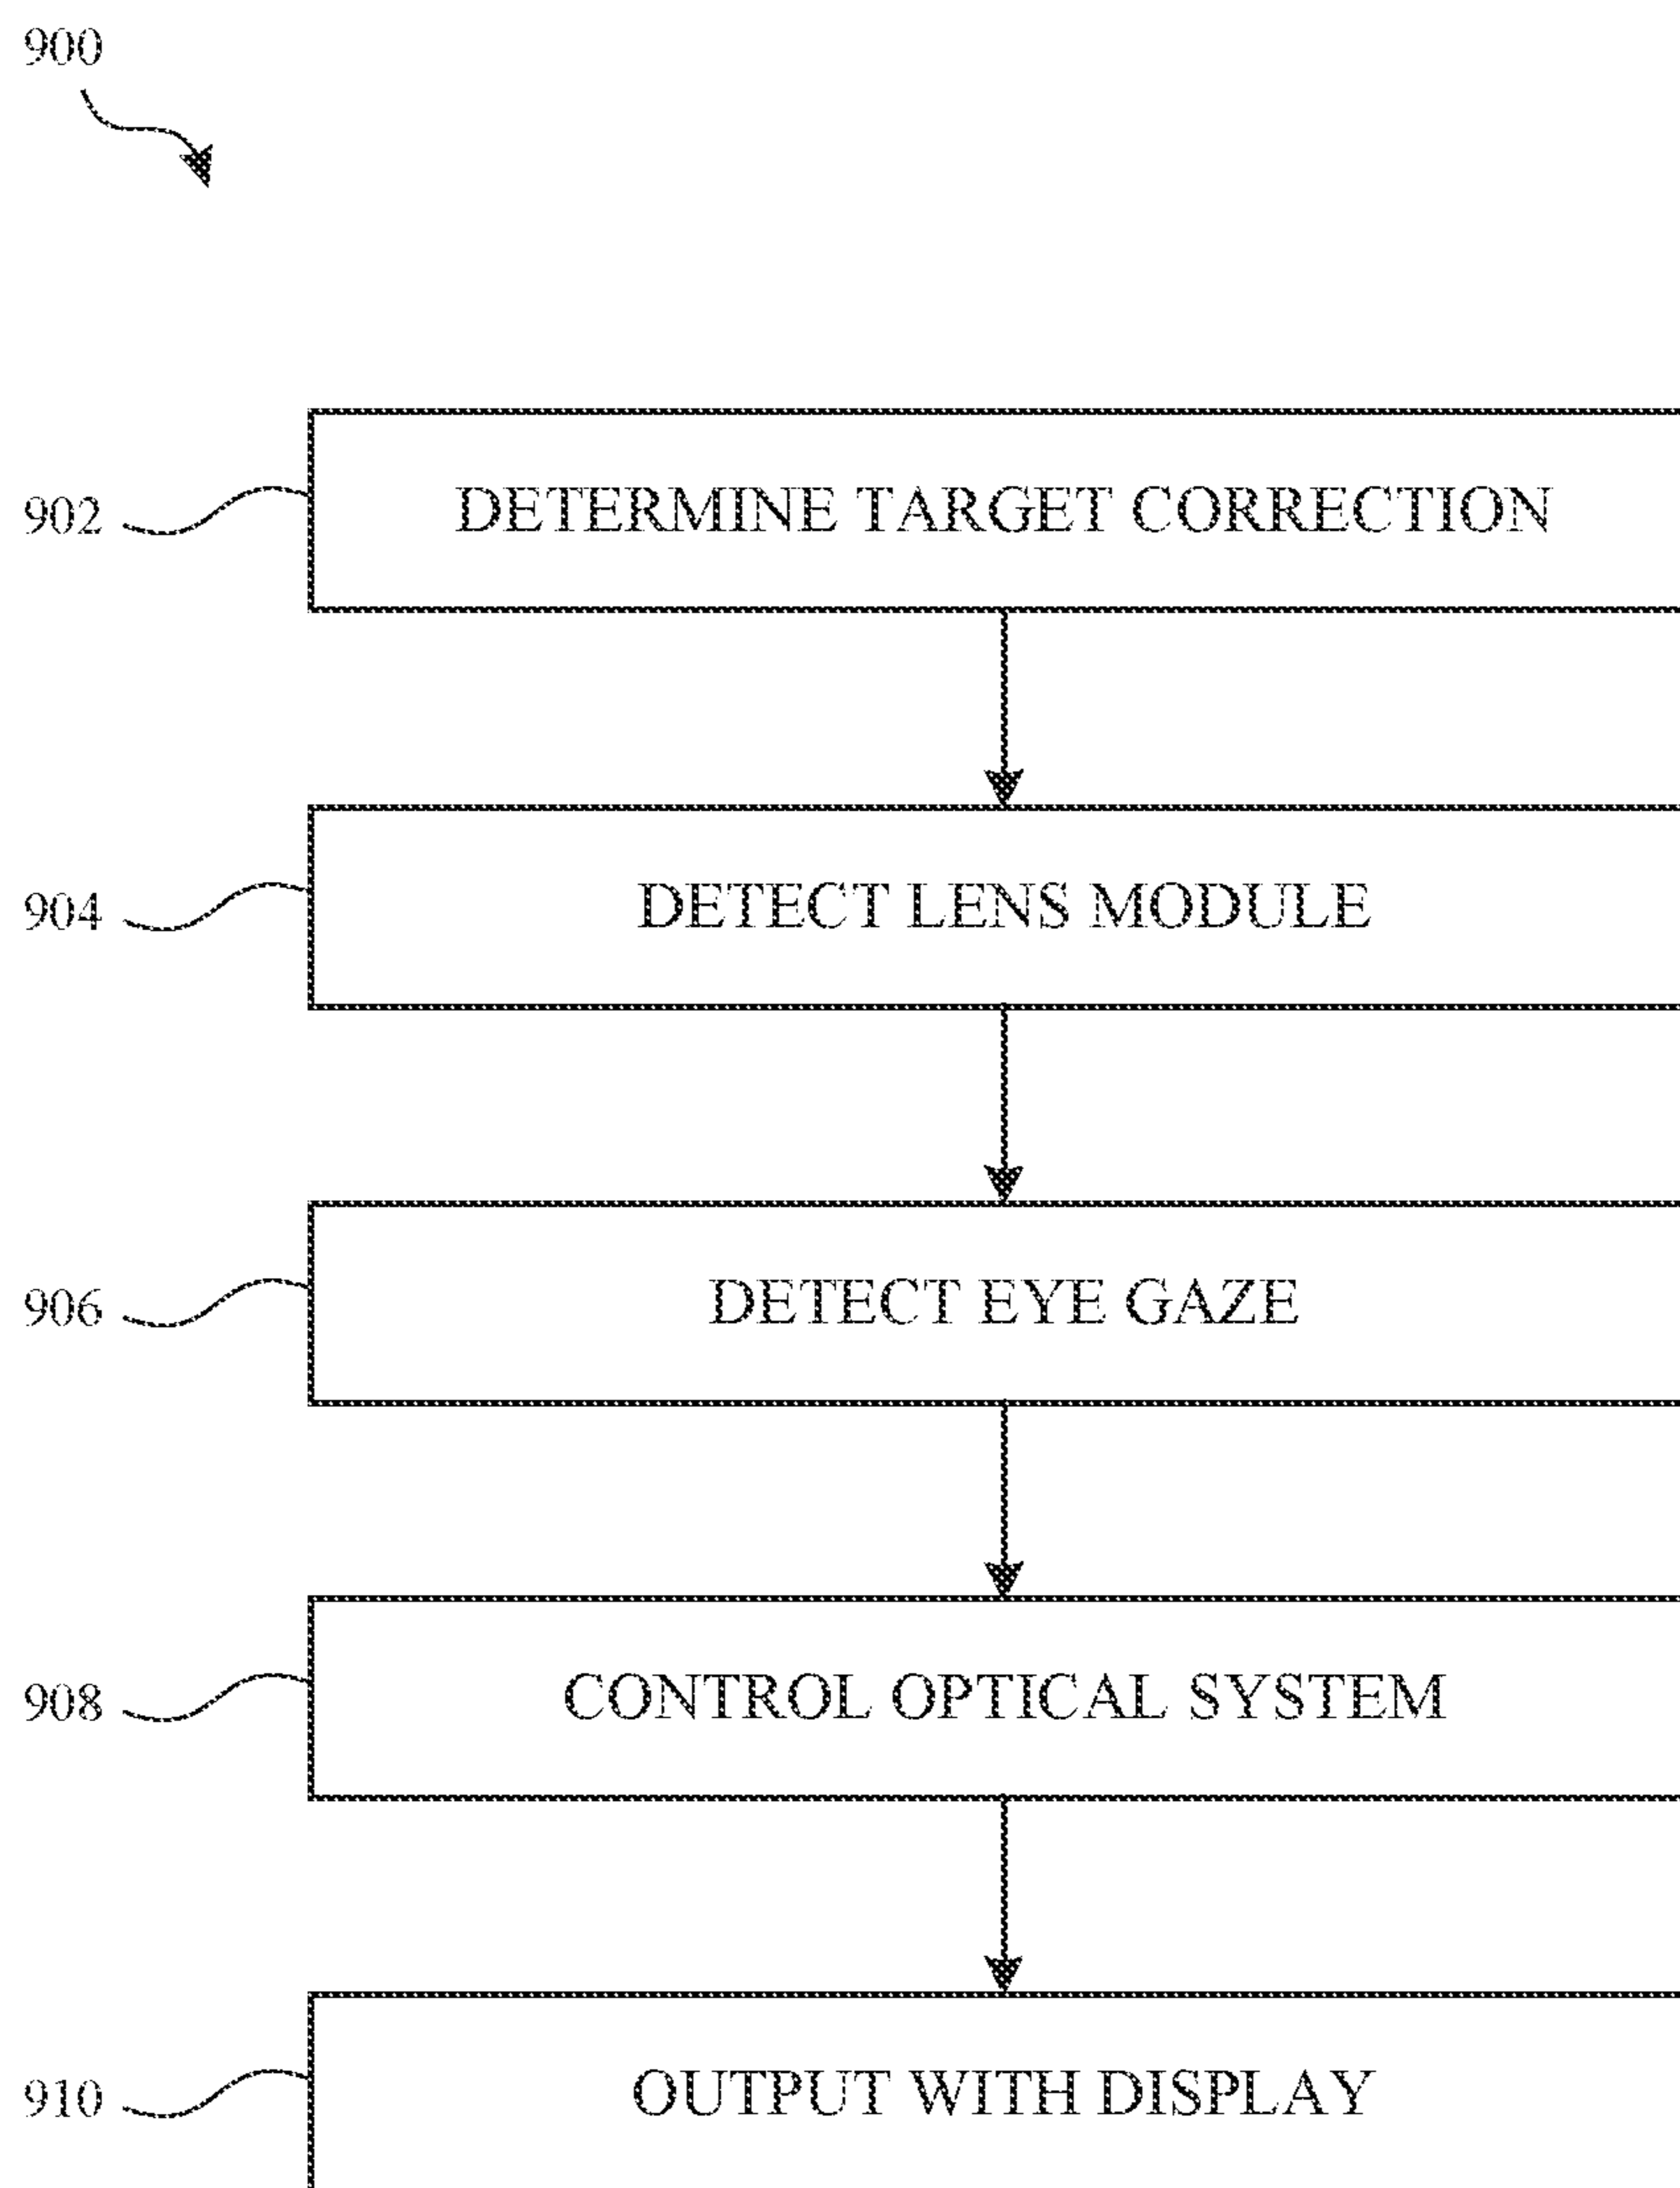 900
902 DETERMINE TARGET CORRECTION
904 DETECT LENS MODULE
906 DETECT EYE GAZE
908 CONTROL OPTICAL SYSTEM
910 OUTPUT WITH DISPLAY